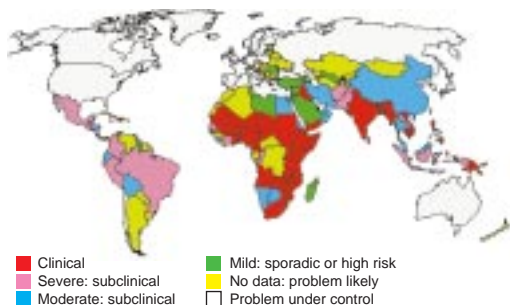 Clinical
Severe: subclinical
Moderate: subclinical
Mild: sporadic or high risk
No data: problem likely
Problem under control